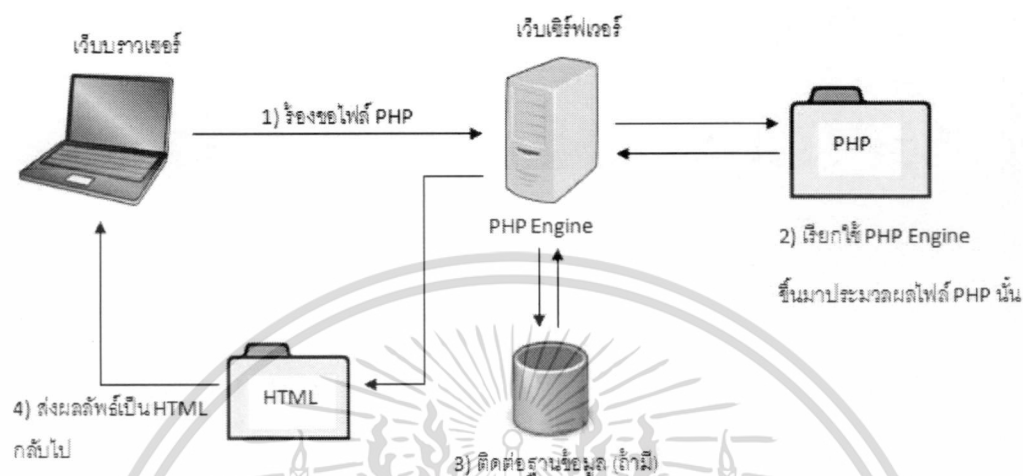 เว็บบราวเซอร์
เว็บเซิร์ฟเวอร์
1) ร้องขอไฟล์ PHP
PHP
PHP Engine
2) เรียกใช้ PHP Engine
ขึ้นมาประมวลผลไฟล์ PHP นั้น
HTML
4) ส่งผลลัพธ์เป็น HTML
กลับไป
3) ติดต่อฐานข้อมูล (ถ้ามี)